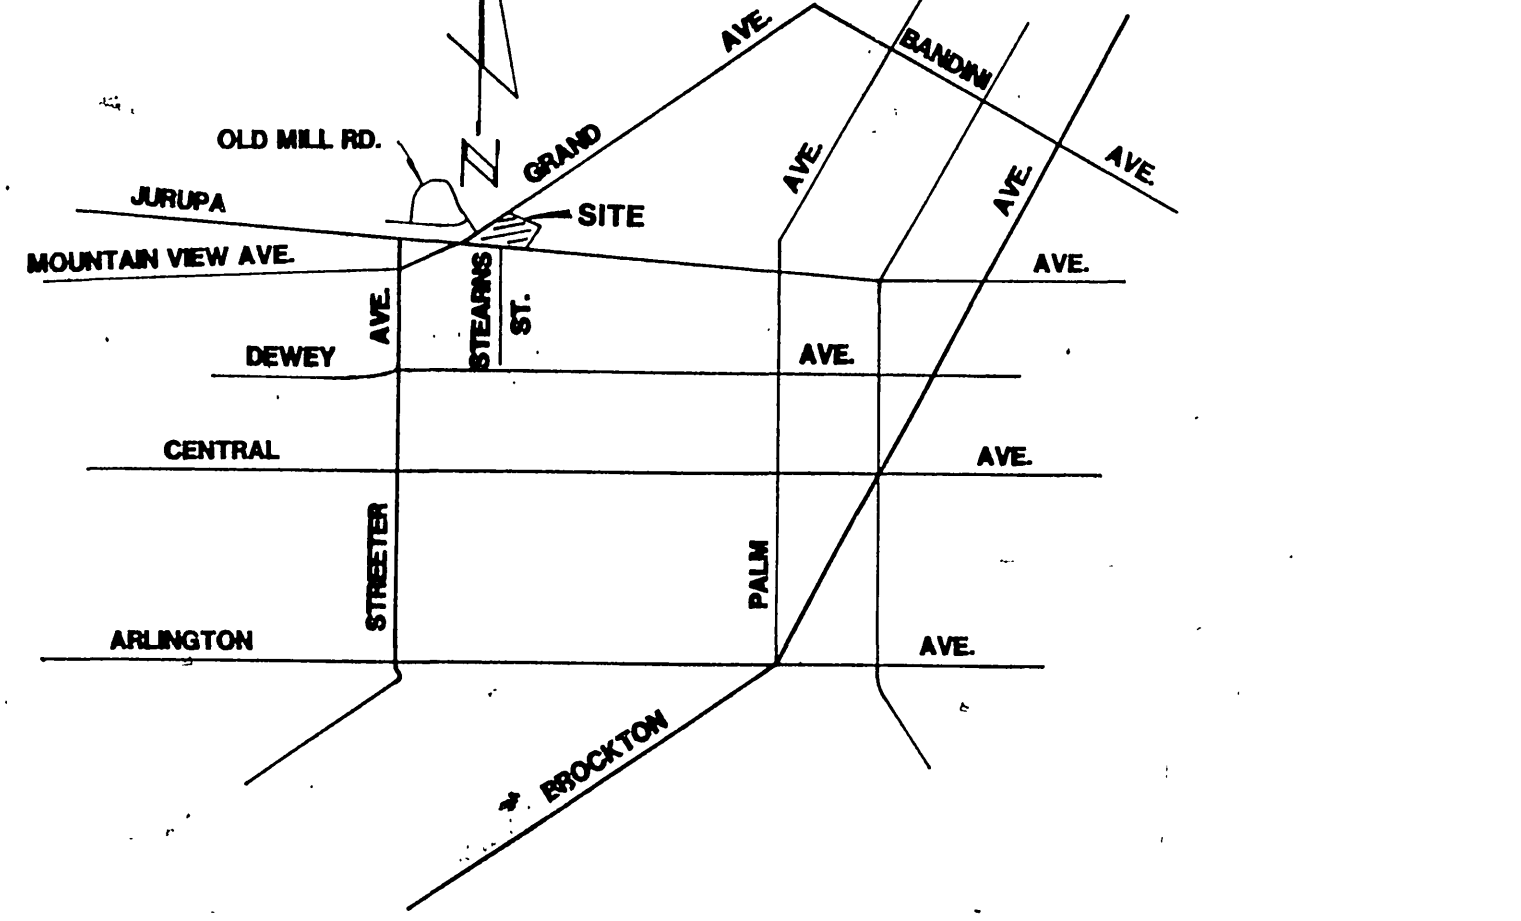 AVE.
BANDINI
OLD MILL RD.
N
GRAND
AVE.
AVE.
AVE.
JURUPA
SITE
MOUNTAIN VIEW AVE.
AVE.
AVE.
STEARNS
ST.
DEWEY
AVE.
CENTRAL
AVE.
STREETER
PALM
ARLINGTON
AVE.
BROCKTON